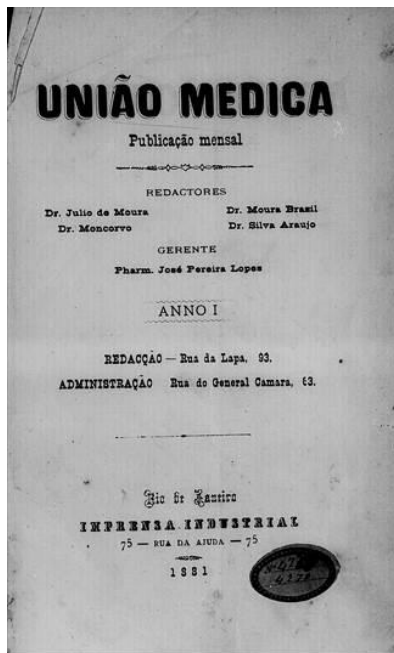 UNIÃO MEDICA
Publicação mensal
REDACTORES
Dr. Julio de Moura Dr. Moura Brazil
Dr. Moncorvo Dr. Silva Araujo
GERENTE
Pharm. José Pereira Lopes
ANNO I
REDACÇÃO — Rua da Lapa, 93.
ADMINISTRAÇÃO Rua do General Camara, 63.
Rio de Janeiro
IMPRENSA INDUSTRIAL
75 — RUA DA AJUDA — 75
1881